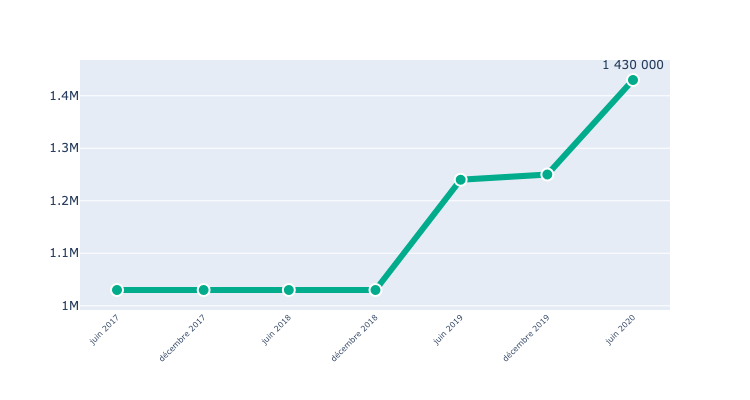 1 430 000
1.4M
1.3M
1.2M
1.1M
1M
juin 2017
décembre 2017
juin 2018
décembre 2018
juin 2019
décembre 2019
juin 2020